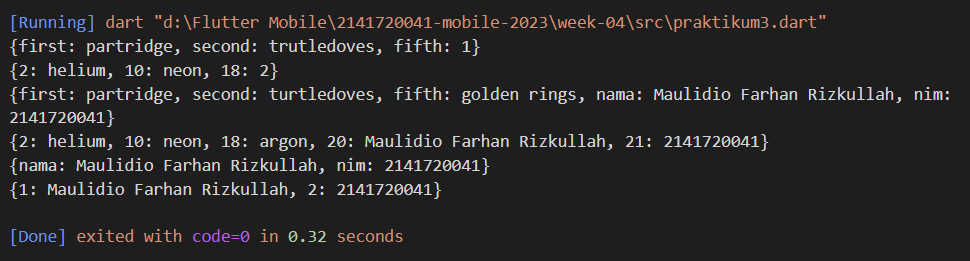 [Running] dart "d:\Flutter Mobile\2141720041-mobile-2023\week-04\src\praktikum3.dart"
{first: partridge, second: trutledoves, fifth: 1}
{2: helium, 10: neon, 18: 2}
{first: partridge, second: turtledoves, fifth: golden rings, nama: Maulidio Farhan Rizkullah, nim:
2141720041}
{2: helium, 10: neon, 18: argon, 20: Maulidio Farhan Rizkullah, 21: 2141720041}
{nama: Maulidio Farhan Rizkullah, nim: 2141720041}
{1: Maulidio Farhan Rizkullah, 2: 2141720041}
[Done] exited with code=0 in 0.32 seconds